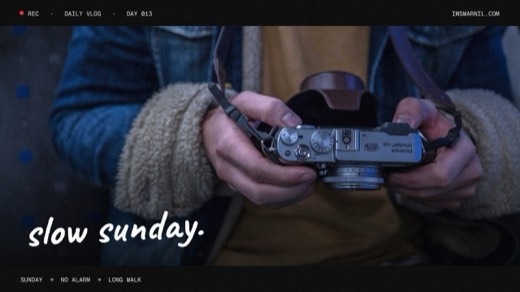 REC · DAILY VLOG · DAY 013
IMSWARNIL.COM
slow sunday.
SUNDAY → NO ALARM → LONG WALK